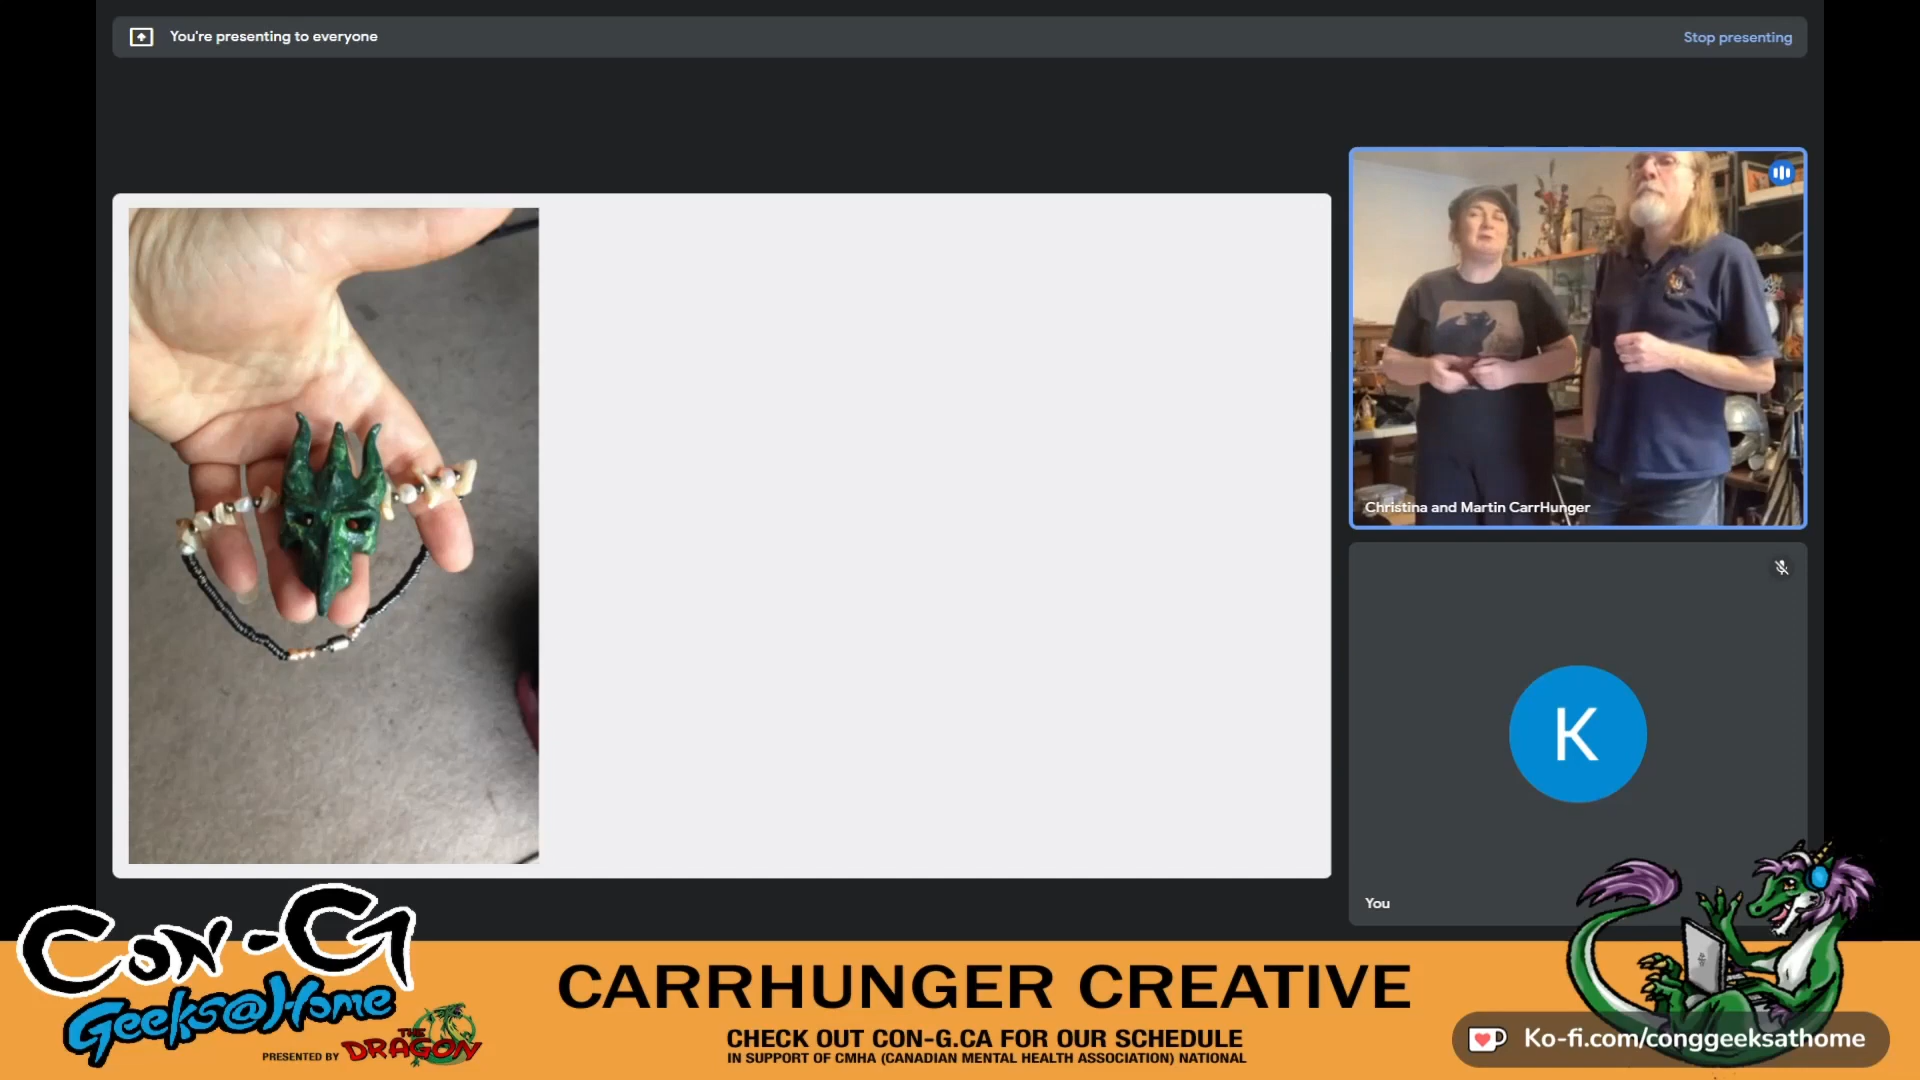 You're presenting to everyone
Stop presenting
Christina and Martin CarrHunger
K
You
CON-G
Geeks@Home
PRESENTED BY THE DRAGON
CARRHUNGER CREATIVE
CHECK OUT CON-G.CA FOR OUR SCHEDULE
IN SUPPORT OF CMHA (CANADIAN MENTAL HEALTH ASSOCIATION) NATIONAL
Ko-fi.com/conggeeksathome